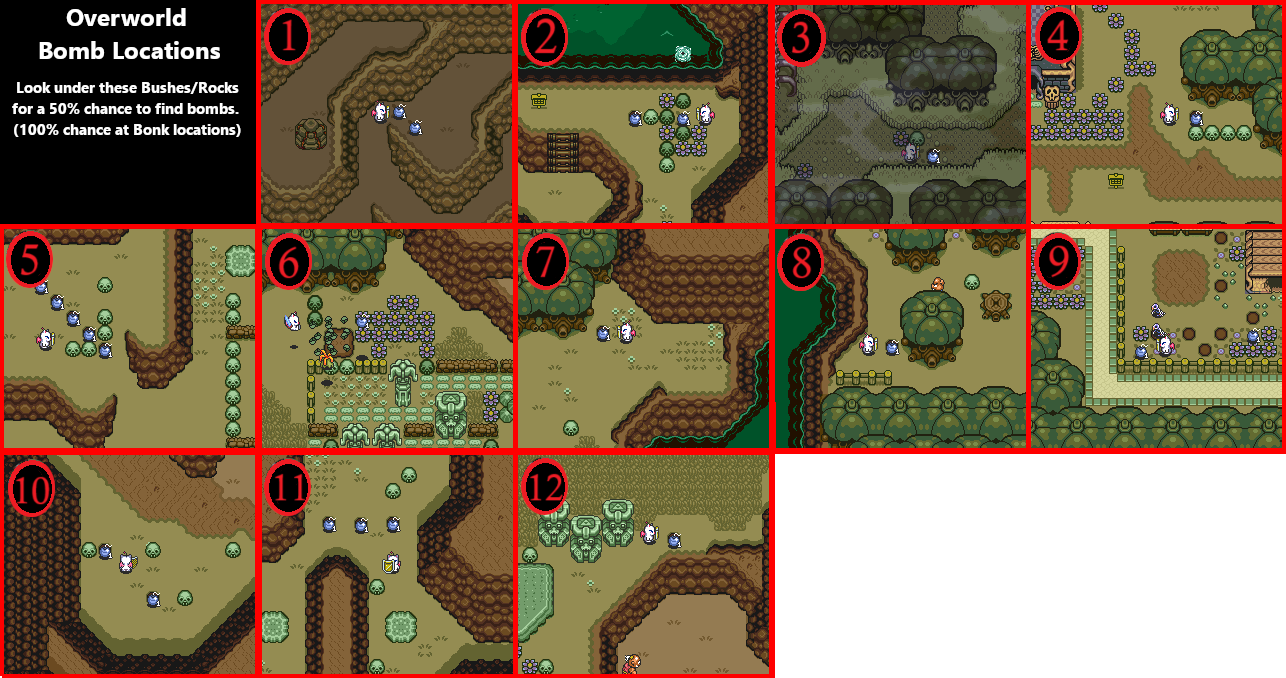 Overworld
Bomb Locations
Look under these Bushes/Rocks
for a 50% chance to find bombs.
(100% chance at Bonk locations)
1
2
3
4
5
6
7
8
9
10
11
12